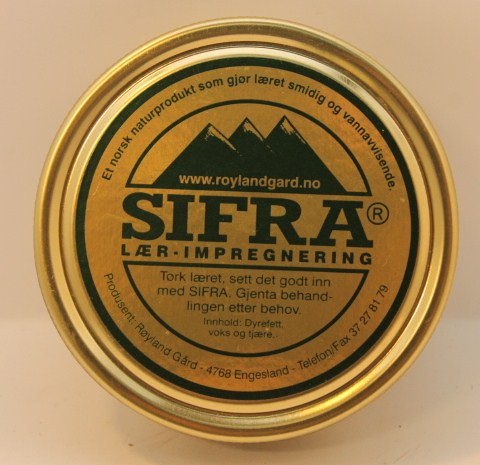 Et norsk naturprodukt som gjør læret smidig og vannavvisende.
www.roylandgard.no
SIFRA®
LÆR-IMPREGNERING
Tørk læret, sett det godt inn
med SIFRA. Gjenta behand-
lingen etter behov.
Innhold: Dyrefett,
voks og tjære.
Produsent: Røyland Gård - 4768 Engesland - Telefon/Fax 37 27 81 79